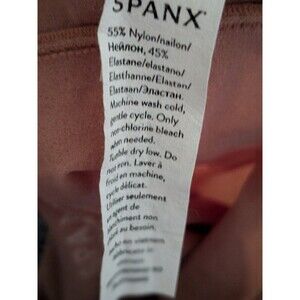 SPANX®
55% Nylon/nailon/
Нейлон, 45%
Elastane/elastano/
Elasthanne/Elastan/
Elastaan/Эластан.
Machine wash cold,
gentle cycle. Only
non-chlorine bleach
when needed.
Tumble dry low. Do
not iron. Laver à
froid en machine,
cycle délicat.
Utiliser seulement
un agent de
blanchiment non
chloré au besoin.